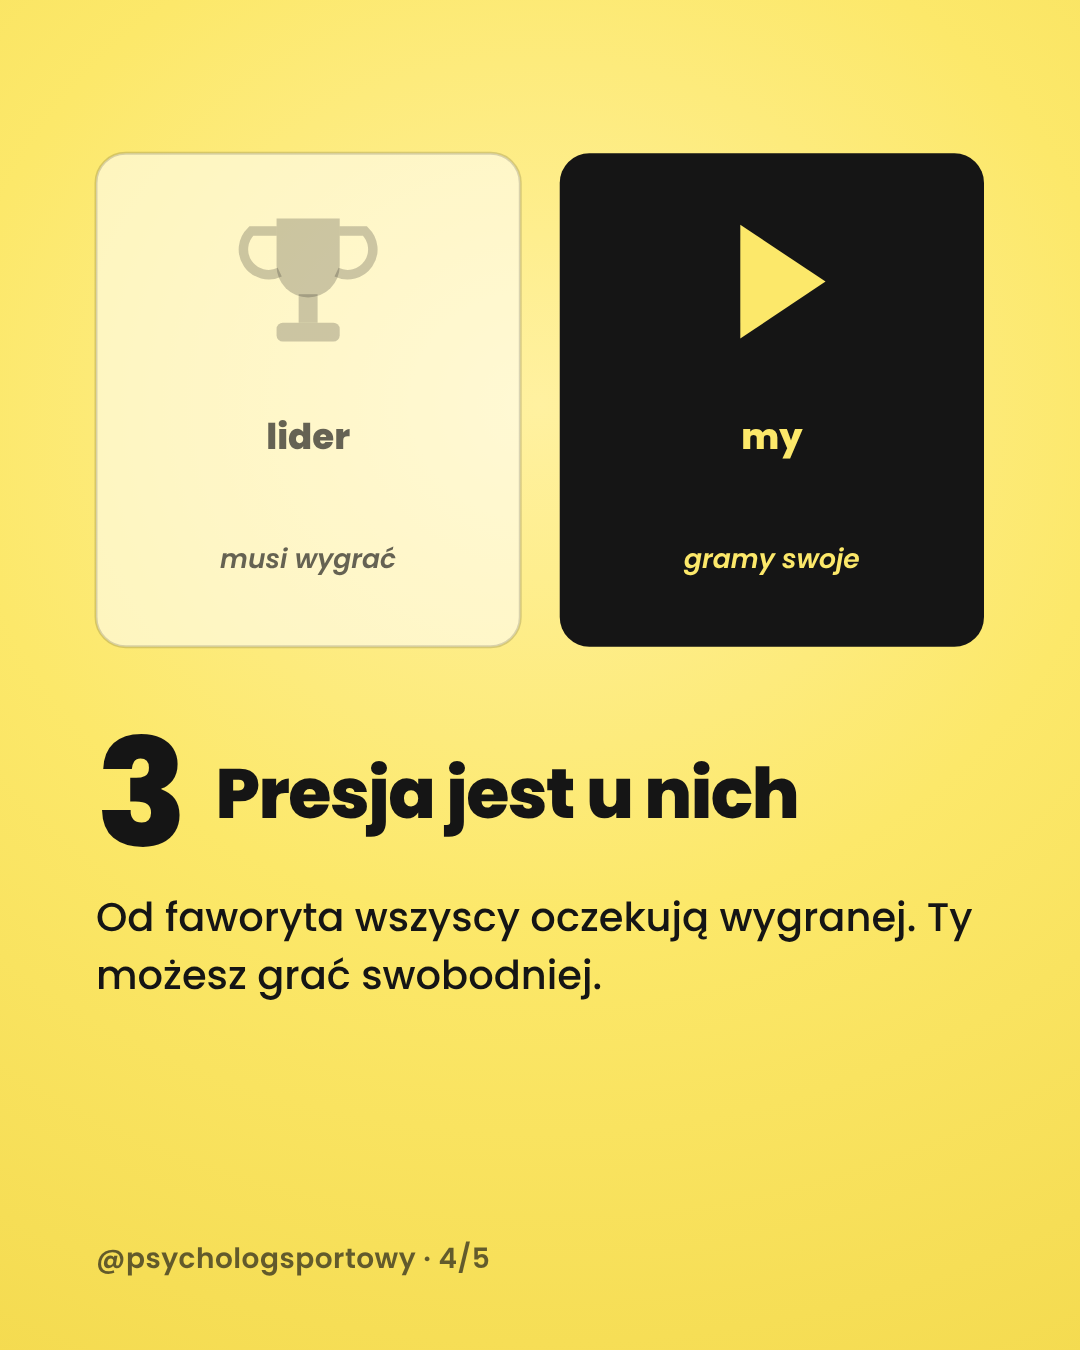 lider
my
musi wygrać
gramy swoje
3 Presja jest u nich
Od faworyta wszyscy oczekują wygranej. Ty
możesz grać swobodniej.
@psychologsportowy · 4/5